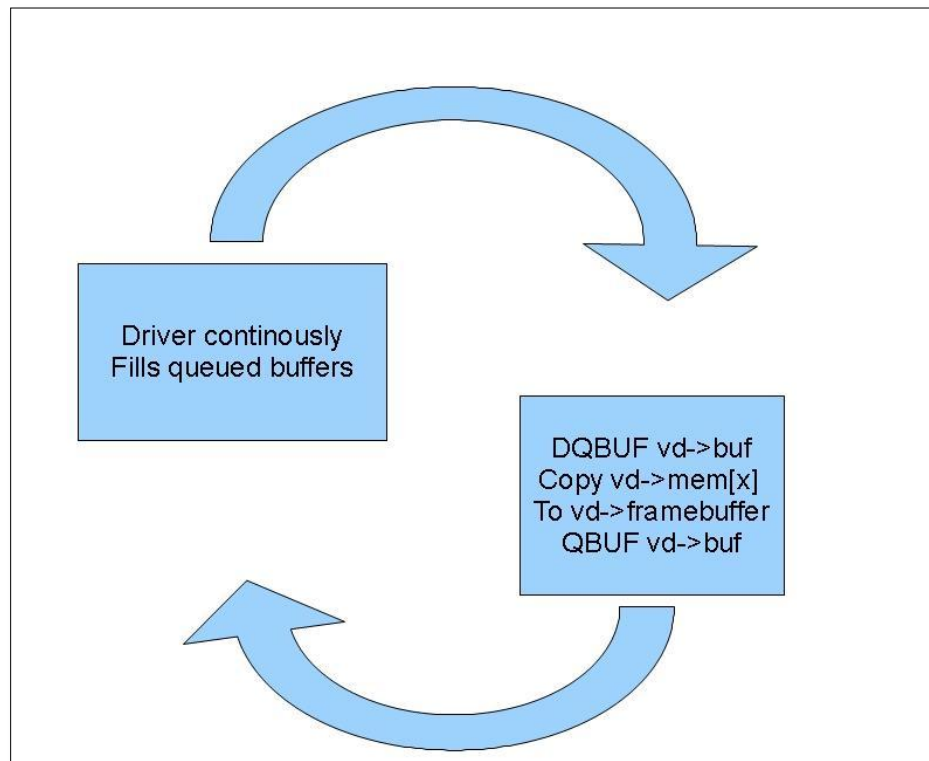 Driver continously
Fills queued buffers
DQBUF vd->buf
Copy vd->mem[x]
To vd->framebuffer
QBUF vd->buf